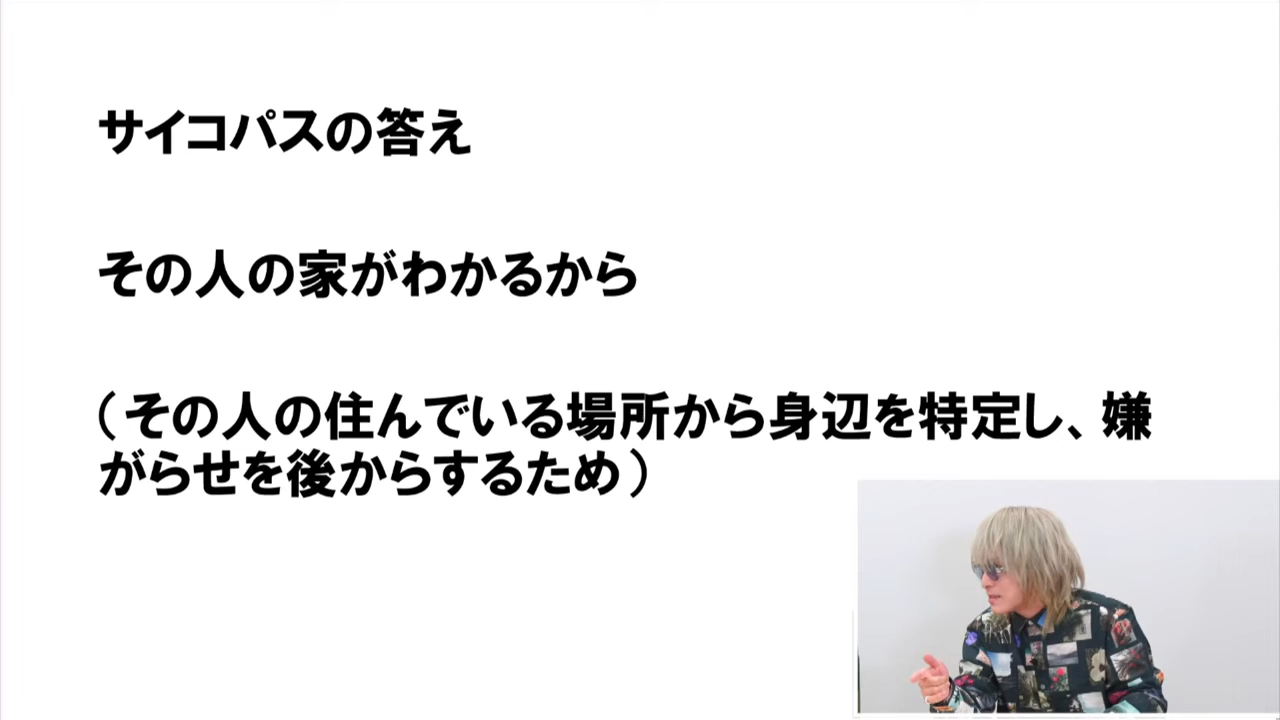 サイコパスの答え
その人の家がわかるから
(その人の住んでいる場所から身辺を特定し、嫌
がらせを後からするため)